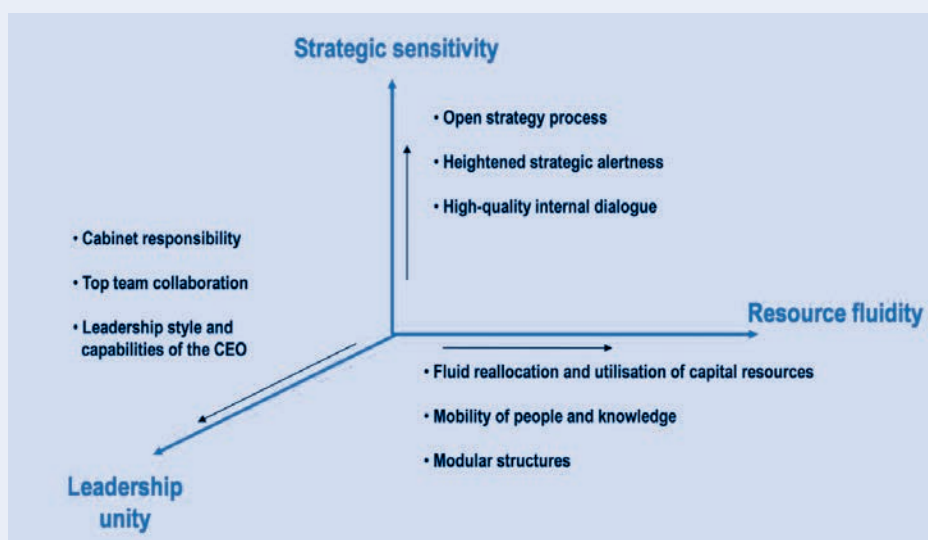 Strategic sensitivity
• Open strategy process
• Heightened strategic alertness
• High-quality internal dialogue
• Cabinet responsibility
• Top team collaboration
• Leadership style and
capabilities of the CEO
Resource fluidity
• Fluid reallocation and utilisation of capital resources
• Mobility of people and knowledge
• Modular structures
Leadership
unity